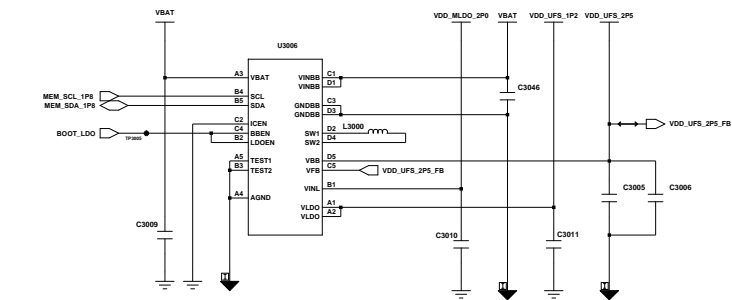 VBAT VDD_MLDO_2P0 VBAT VDD_UFS_1P2 VDD_UFS_2P5
U3006
A3 VBAT VINBB C1
VINBB D1
MEM_SCL_1P8 B4 SCL
MEM_SDA_1P8 B5 SDA GNDBB C3
GNDBB D3
C3046
C2 ICEN
BOOT_LDO TP3005 C4 BBEN SW1 D2 L3000
B2 LDOEN SW2 D4
VDD_UFS_2P5_FB
A5 TEST1 VBB D5
B3 TEST2 VFB C5 VDD_UFS_2P5_FB
VINL B1
A4 AGND
VLDO A1
VLDO A2
C3005 C3006
C3009 C3010 C3011